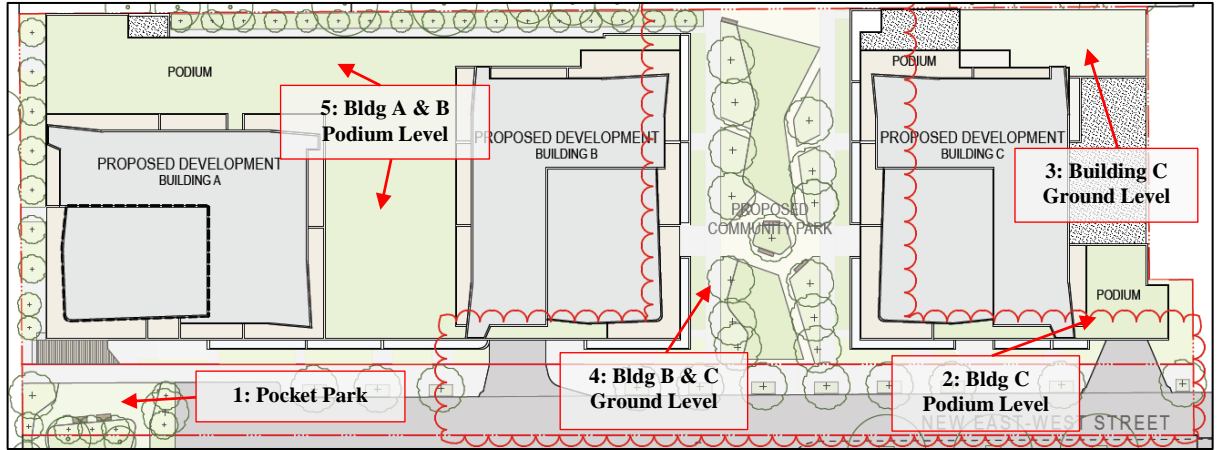 PODIUM
5: Bldg A & B
Podium Level
PROPOSED DEVELOPMENT
BUILDING A
PROPOSED DEVELOPMENT
BUILDING B
PROPOSED
COMMUNITY PARK
PODIUM
PROPOSED DEVELOPMENT
BUILDING C
3: Building C
Ground Level
PODIUM
1: Pocket Park
4: Bldg B & C
Ground Level
2: Bldg C
Podium Level
NEW EAST-WEST STREET